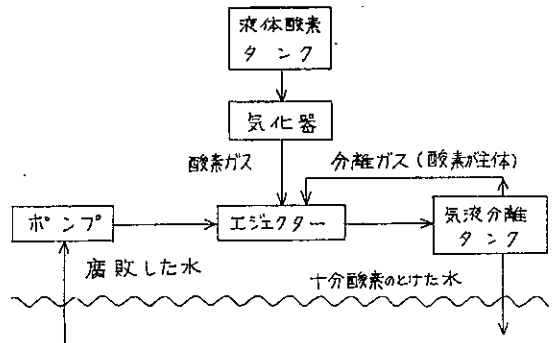 液体酸素
タンク
気化器
酸素ガス
分離ガス(酸素が主体)
ポンプ
エジェクター
気液分離
タンク
腐敗した水
十分酸素のとけた水